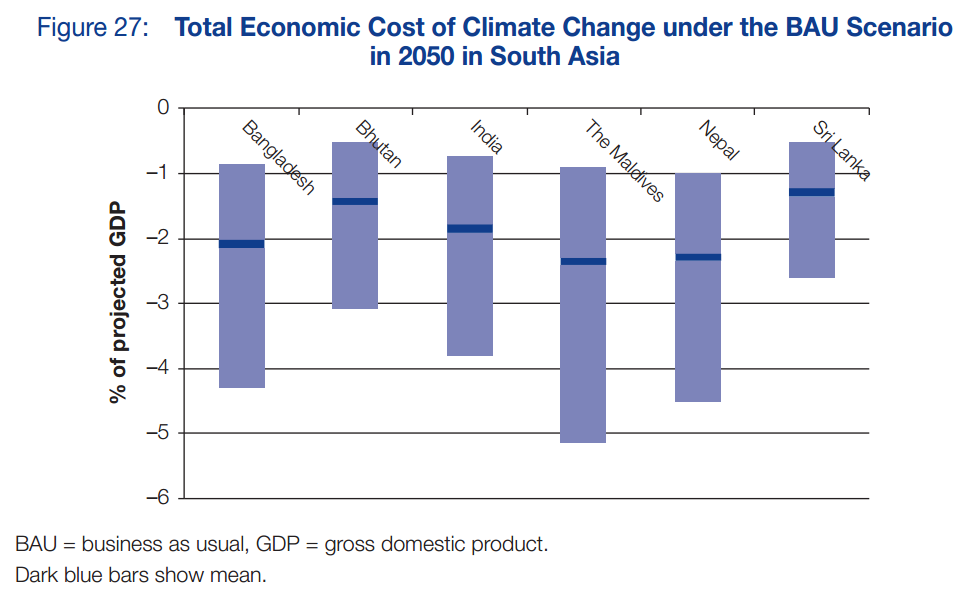 Figure 27: Total Economic Cost of Climate Change under the BAU Scenario
in 2050 in South Asia
% of projected GDP
0
–1
–2
–3
–4
–5
–6
Bangladesh
Bhutan
India
The Maldives
Nepal
Sri Lanka
BAU = business as usual, GDP = gross domestic product.
Dark blue bars show mean.